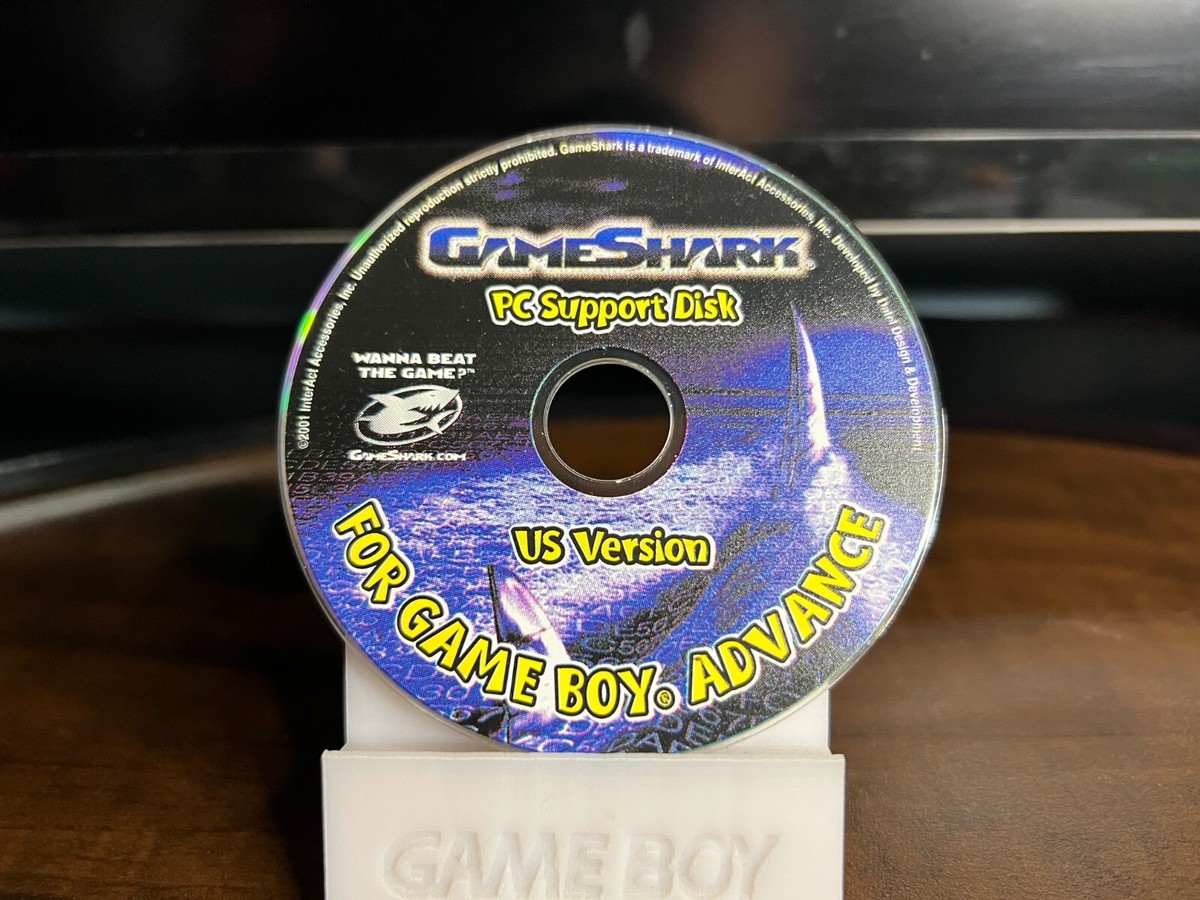 ©2001 InterAct Accessories, Inc. Unauthorized reproduction strictly prohibited. GameShark is a trademark of InterAct Accessories, Inc. Developed by Datel Design & Development
GAMESHARK
PC Support Disk
WANNA BEAT
THE GAME?™
GAMESHARK.COM
US Version
FOR GAME BOY® ADVANCE
GAME BOY